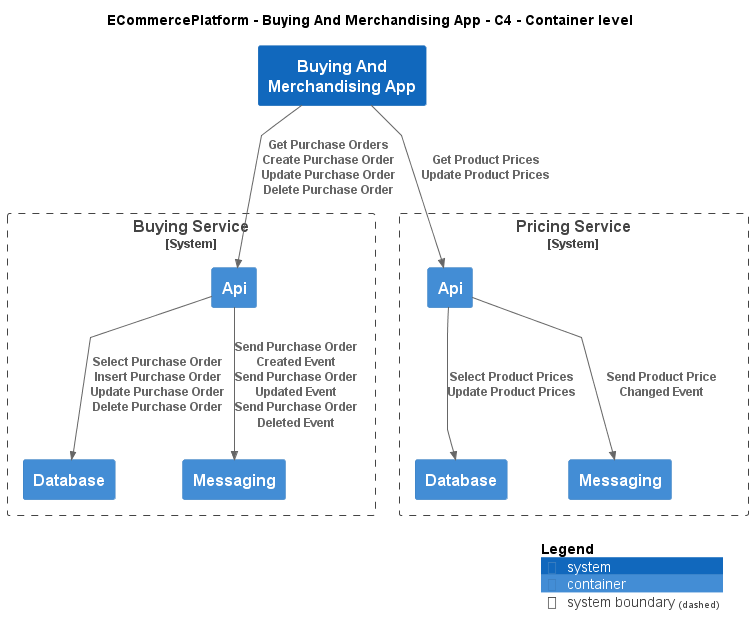 ECommercePlatform - Buying And Merchandising App - C4 - Container level
Buying And
Merchandising App
Get Purchase Orders
Create Purchase Order
Update Purchase Order
Delete Purchase Order
Get Product Prices
Update Product Prices
Buying Service
[System]
Pricing Service
[System]
Api
Api
Select Purchase Order
Insert Purchase Order
Update Purchase Order
Delete Purchase Order
Send Purchase Order
Created Event
Send Purchase Order
Updated Event
Send Purchase Order
Deleted Event
Select Product Prices
Update Product Prices
Send Product Price
Changed Event
Database
Messaging
Database
Messaging
Legend
system
container
system boundary (dashed)